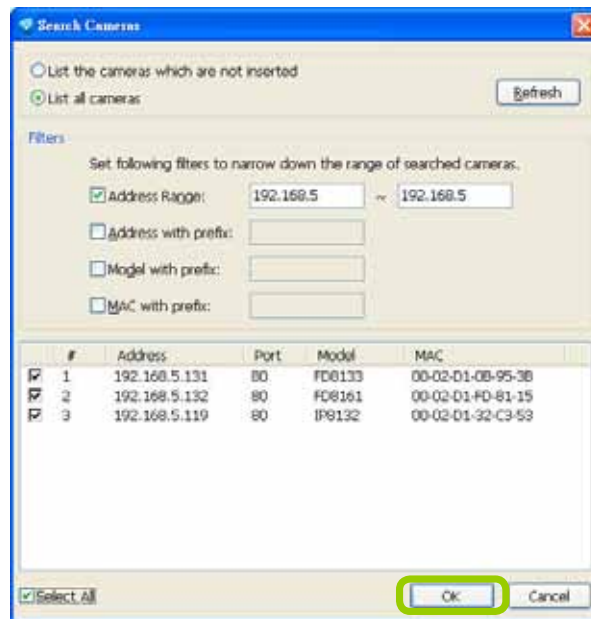 Search Cameras
List the cameras which are not inserted
List all cameras
Refresh
Filters
Set following filters to narrow down the range of searched cameras.
Address Range: 192.168.5 ~ 192.168.5
Address with prefix:
Model with prefix:
MAC with prefix:
# Address Port Model MAC
1 192.168.5.131 80 FD8133 00-02-D1-0B-95-3B
2 192.168.5.132 80 FD8161 00-02-D1-FD-81-15
3 192.168.5.119 80 IP8132 00-02-D1-32-C3-53
Select All OK Cancel